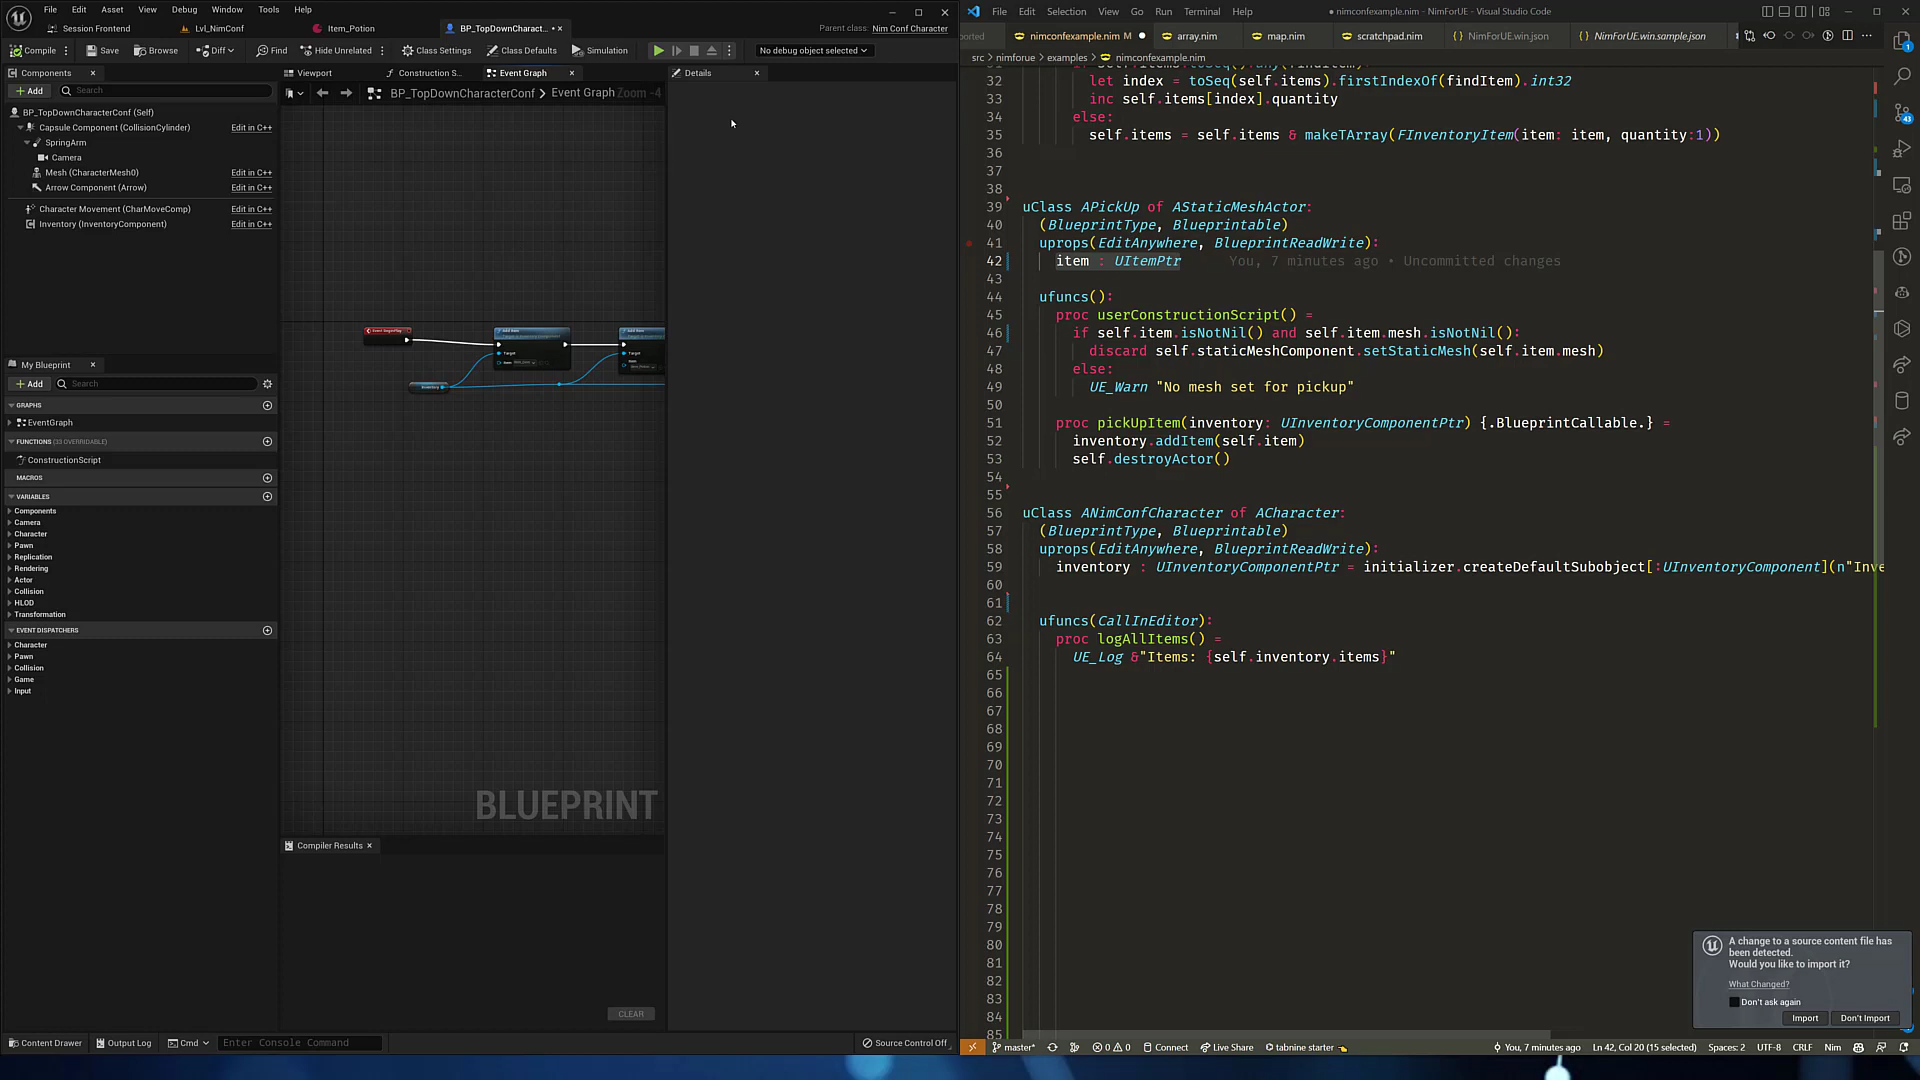 File Edit Asset View Debug Window Tools Help
Session Frontend Lvl_NimConf Item_Potion BP_TopDownCharact... •
Parent class: Nim Conf Character
Compile Save Browse Diff Find Hide Unrelated Class Settings Class Defaults Simulation No debug object selected
Components
Add Search
BP_TopDownCharacterConf (Self)
Capsule Component (CollisionCylinder) Edit in C++
SpringArm
Camera
Mesh (CharacterMesh0) Edit in C++
Arrow Component (Arrow) Edit in C++
Character Movement (CharMoveComp) Edit in C++
Inventory (InventoryComponent) Edit in C++
My Blueprint
Add Search
GRAPHS
EventGraph
FUNCTIONS (33 OVERRIDABLE)
ConstructionScript
MACROS
VARIABLES
Components
Camera
Character
Pawn
Replication
Rendering
Actor
Collision
HLOD
Transformation
EVENT DISPATCHERS
Character
Pawn
Collision
Game
Input
Viewport Construction S... Event Graph
BP_TopDownCharacterConf > Event Graph Zoom -4
Event BeginPlay
Add Item
Target
Item
Add Item
Target
Inventory
BLUEPRINT
Compiler Results
CLEAR
Details
Content Drawer Output Log Cmd Enter Console Command Source Control Off
File Edit Selection View Go Run Terminal Help • nimconfexample.nim - NimForUE - Visual Studio Code
nimconfexample.nim M array.nim map.nim scratchpad.nim NimForUE.win.json NimForUE.win.sample.json
src > nimforue > examples > nimconfexample.nim
32 let index = toSeq(self.items).firstIndexOf(findItem).int32
33 inc self.items[index].quantity
34 else:
35 self.items = self.items & makeTArray(FInventoryItem(item: item, quantity:1))
36
37
38
39 uClass APickUp of AStaticMeshActor:
40 (BlueprintType, Blueprintable)
41 uprops(EditAnywhere, BlueprintReadWrite):
42 item : UItemPtr You, 7 minutes ago • Uncommitted changes
43
44 ufuncs():
45 proc userConstructionScript() =
46 if self.item.isNotNil() and self.item.mesh.isNotNil():
47 discard self.staticMeshComponent.setStaticMesh(self.item.mesh)
48 else:
49 UE_Warn "No mesh set for pickup"
50
51 proc pickUpItem(inventory: UInventoryComponentPtr) {.BlueprintCallable.} =
52 inventory.addItem(self.item)
53 self.destroyActor()
54
55
56 uClass ANimConfCharacter of ACharacter:
57 (BlueprintType, Blueprintable)
58 uprops(EditAnywhere, BlueprintReadWrite):
59 inventory : UInventoryComponentPtr = initializer.createDefaultSubobject[:UInventoryComponent](n"Inve
60
61
62 ufuncs(CallInEditor):
63 proc logAllItems() =
64 UE_Log &"Items: {self.inventory.items}"
65
66
67
68
69
70
71
72
73
74
75
76
77
78
79
80
81
82
83
84
85
A change to a source content file has
been detected.
Would you like to import it?
What Changed?
Don't ask again
Import Don't Import
1
43
master* 0 0 Connect Live Share tabnine starter You, 7 minutes ago Ln 42, Col 20 (15 selected) Spaces: 2 UTF-8 CRLF Nim